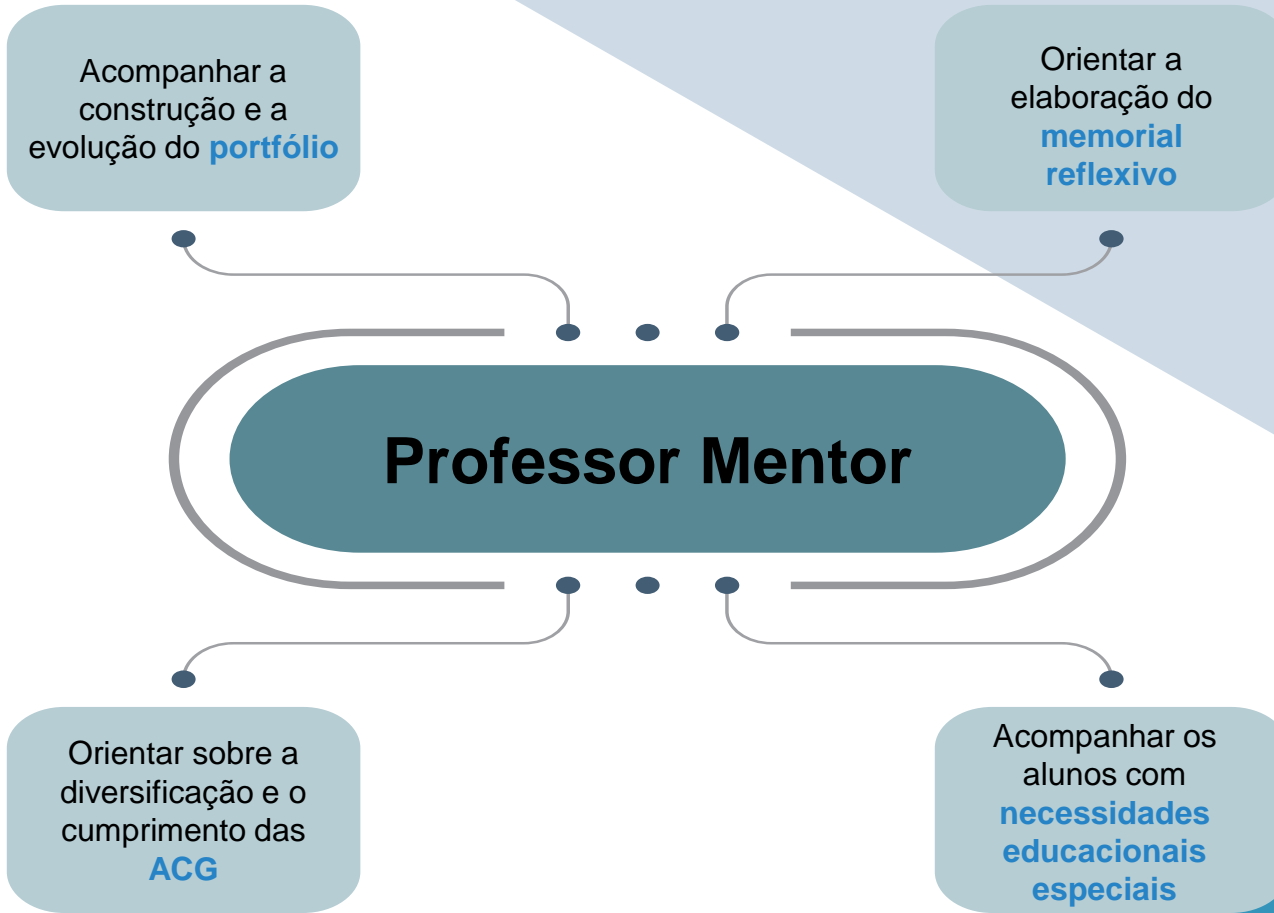 Acompanhar a
construção e a
evolução do portfólio
Orientar a
elaboração do
memorial
reflexivo
Professor Mentor
Orientar sobre a
diversificação e o
cumprimento das
ACG
Acompanhar os
alunos com
necessidades
educacionais
especiais